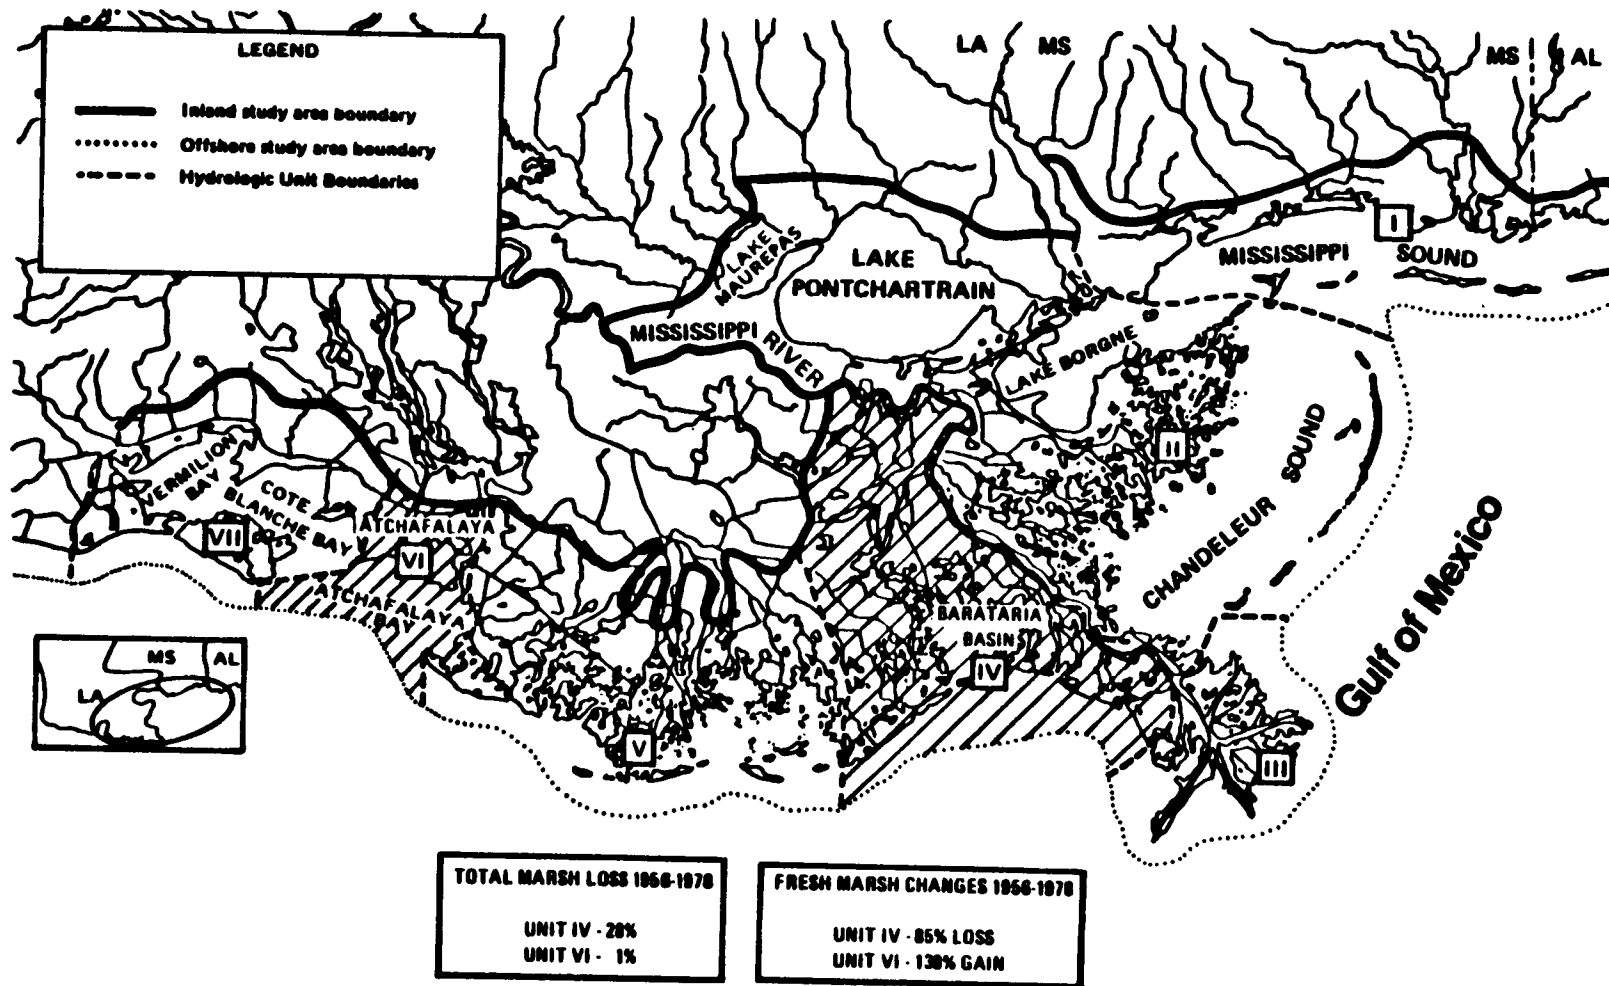 LEGEND
Inland study area boundary
Offshore study area boundary
Hydrologic Unit Boundaries
LA
MS
MS
AL
I
MISSISSIPPI SOUND
LAKE
MAUREPAS
LAKE
PONTCHARTRAIN
MISSISSIPPI RIVER
LAKE BORGNE
II
CHANDELEUR SOUND
Gulf of Mexico
VERMILION
BAY
COTE
BLANCHE BAY
VII
ATCHAFALAYA
VI
ATCHAFALAYA
BAY
BARATARIA
BASIN
IV
V
III
MS
AL
LA
TOTAL MARSH LOSS 1956-1978
UNIT IV - 28%
UNIT VI - 1%
FRESH MARSH CHANGES 1956-1978
UNIT IV - 85% LOSS
UNIT VI - 138% GAIN